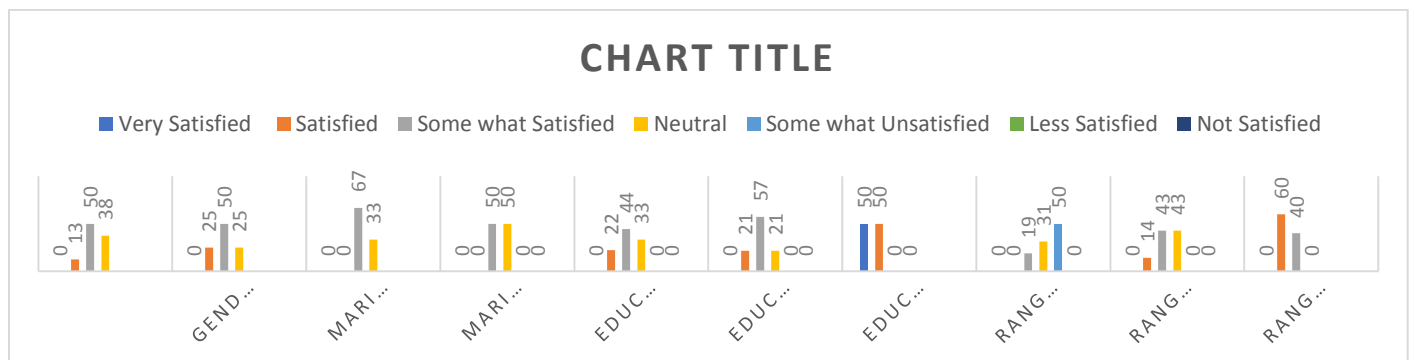 CHART TITLE
Very Satisfied Satisfied Some what Satisfied Neutral Some what Unsatisfied Less Satisfied Not Satisfied
0 13 50 38
0 25 50 25
0 0 67 33
0 0 50 50 0 0
0 22 44 33 0 0
0 21 57 21 0 0
50 50 0 0
0 0 19 31 50
0 14 43 43 0 0
0 60 40 0
GEND...
MARI...
MARI...
EDUC...
EDUC...
EDUC...
RANG...
RANG...
RANG...